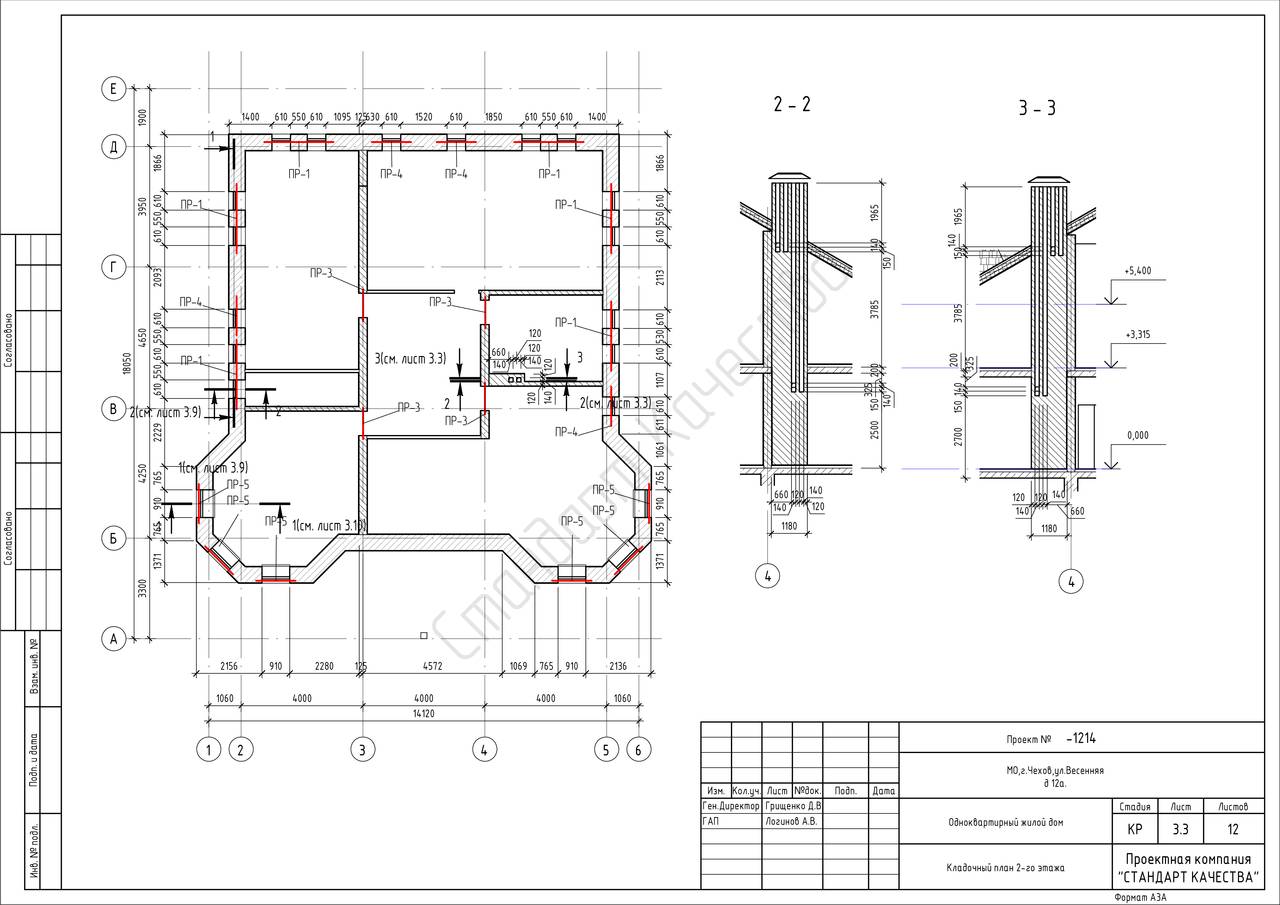 2 - 2
3 - 3
Е
Д
Г
В
Б
А
1900
3950
4650
4250
3300
18050
1400
610
550
610
1095
125
630
610
1520
610
1850
610
550
610
1400
1
1866
610
550
610
2093
610
550
610
610
2229
765
910
765
1371
1866
610
550
610
2113
610
530
610
1107
610
611
1061
765
910
765
1371
ПР-1
ПР-4
ПР-4
ПР-1
ПР-1
ПР-1
ПР-3
ПР-4
ПР-3
ПР-1
ПР-1
ПР-3
ПР-3
ПР-4
3(см. лист 3.3)
3
660
120
120
140
140
120
120
140
2
2(см. лист 3.3)
2(см. лист 3.9)
2
1(см. лист 3.9)
ПР-5
ПР-5
ПР-5
1
1(см. лист 3.10)
ПР-5
ПР-5
ПР-5
2156
910
2280
125
4572
1069
765
910
2136
1060
4000
4000
4000
1060
14120
1
2
3
4
5
6
1965
140
150
3785
200
325
150
140
2500
660
120
140
140
120
1180
4
1965
140
150
3785
200
325
140
150
2700
120
120
140
140
660
1180
4
+5,400
+3,315
0,000
Стандарт Качества
Согласовано
Согласовано
Взам. инв. №
Подп. и дата
Инв. № подл.
Проект № -1214
МО,г.Чехов,ул.Весенняя
д 12а.
Изм. Кол.уч. Лист №док. Подп. Дата
Ген.Директор Грищенко Д.В
ГАП Логинов А.В.
Одноквартирный жилой дом
Стадия Лист Листов
КР 3.3 12
Кладочный план 2-го этажа
Проектная компания
"СТАНДАРТ КАЧЕСТВА"
Формат А3А